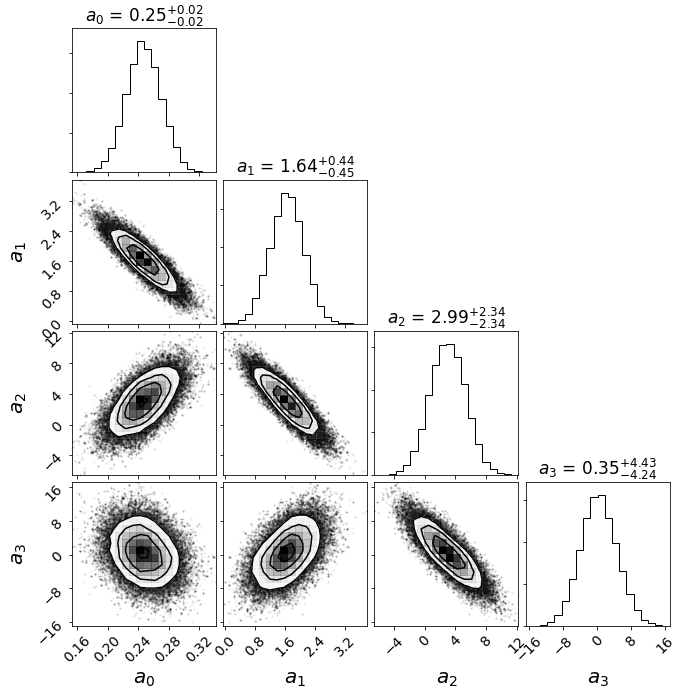 a₀ = 0.25+0.02 −0.02
a₁ = 1.64+0.44 −0.45
3.2
2.4
1.6
0.8
0.0
a₁
a₂ = 2.99+2.34 −2.34
12
8
4
0
−4
a₂
a₃ = 0.35+4.43 −4.24
16
8
0
−8
−16
a₃
0.16 0.20 0.24 0.28 0.32
0.0 0.8 1.6 2.4 3.2
−4 0 4 8 12
−16 −8 0 8 16
a₀ a₁ a₂ a₃